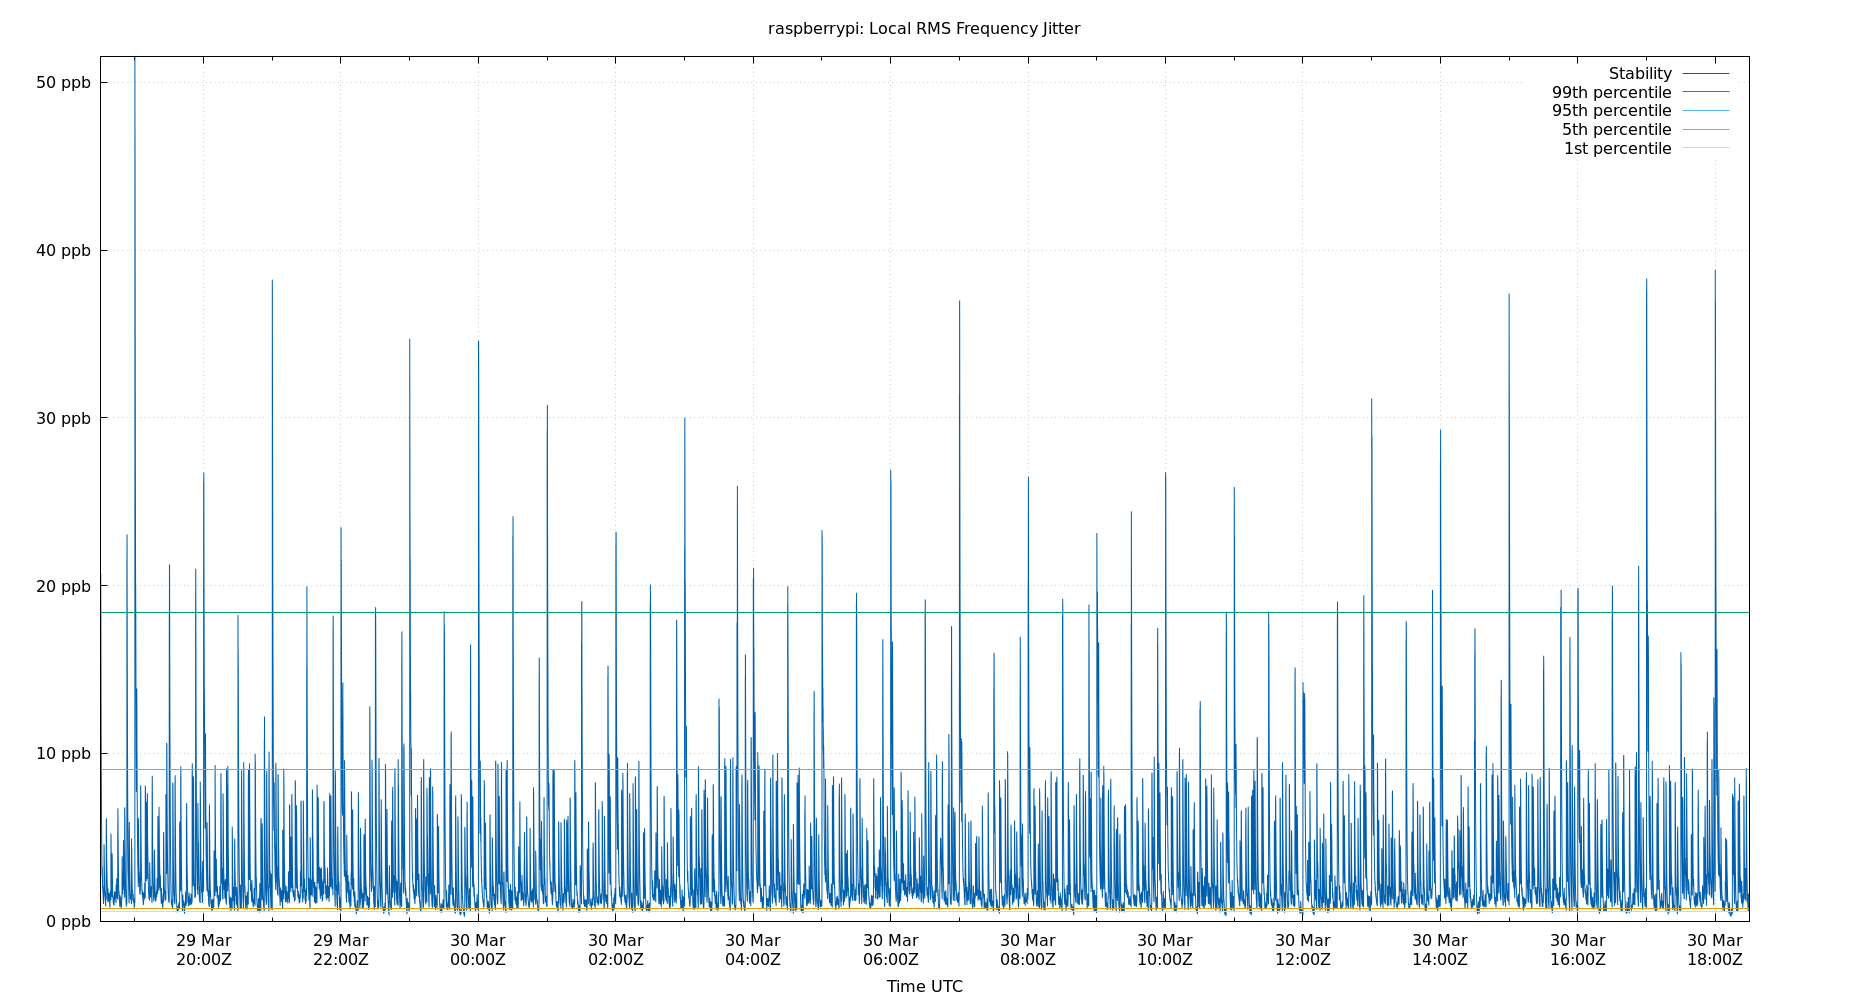 raspberrypi: Local RMS Frequency Jitter
50 ppb
40 ppb
30 ppb
20 ppb
10 ppb
0 ppb
Stability
99th percentile
95th percentile
5th percentile
1st percentile
29 Mar 20:00Z
29 Mar 22:00Z
30 Mar 00:00Z
30 Mar 02:00Z
30 Mar 04:00Z
30 Mar 06:00Z
30 Mar 08:00Z
30 Mar 10:00Z
30 Mar 12:00Z
30 Mar 14:00Z
30 Mar 16:00Z
30 Mar 18:00Z
Time UTC